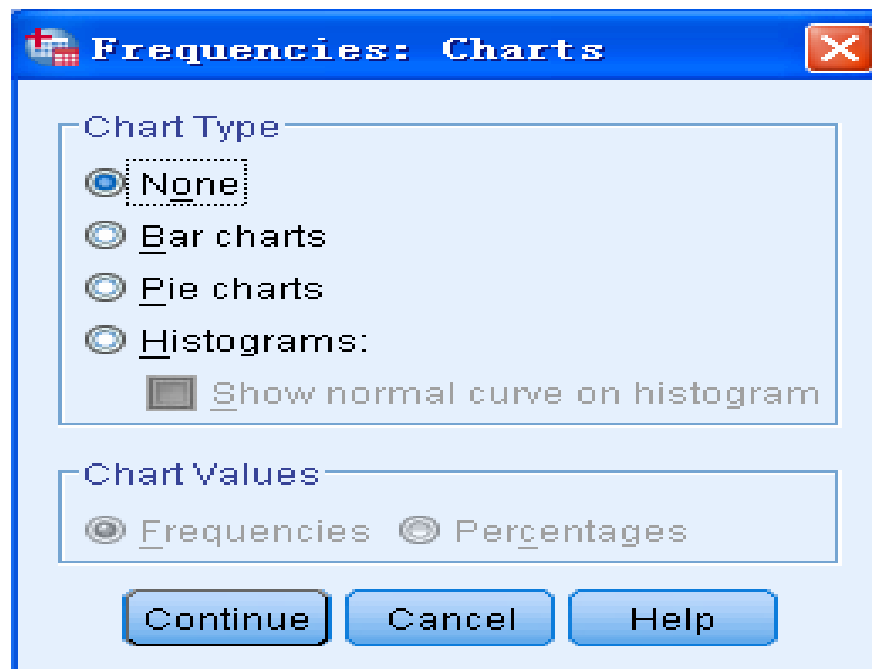 Frequencies: Charts
Chart Type
None
Bar charts
Pie charts
Histograms:
Show normal curve on histogram
Chart Values
Frequencies Percentages
Continue Cancel Help